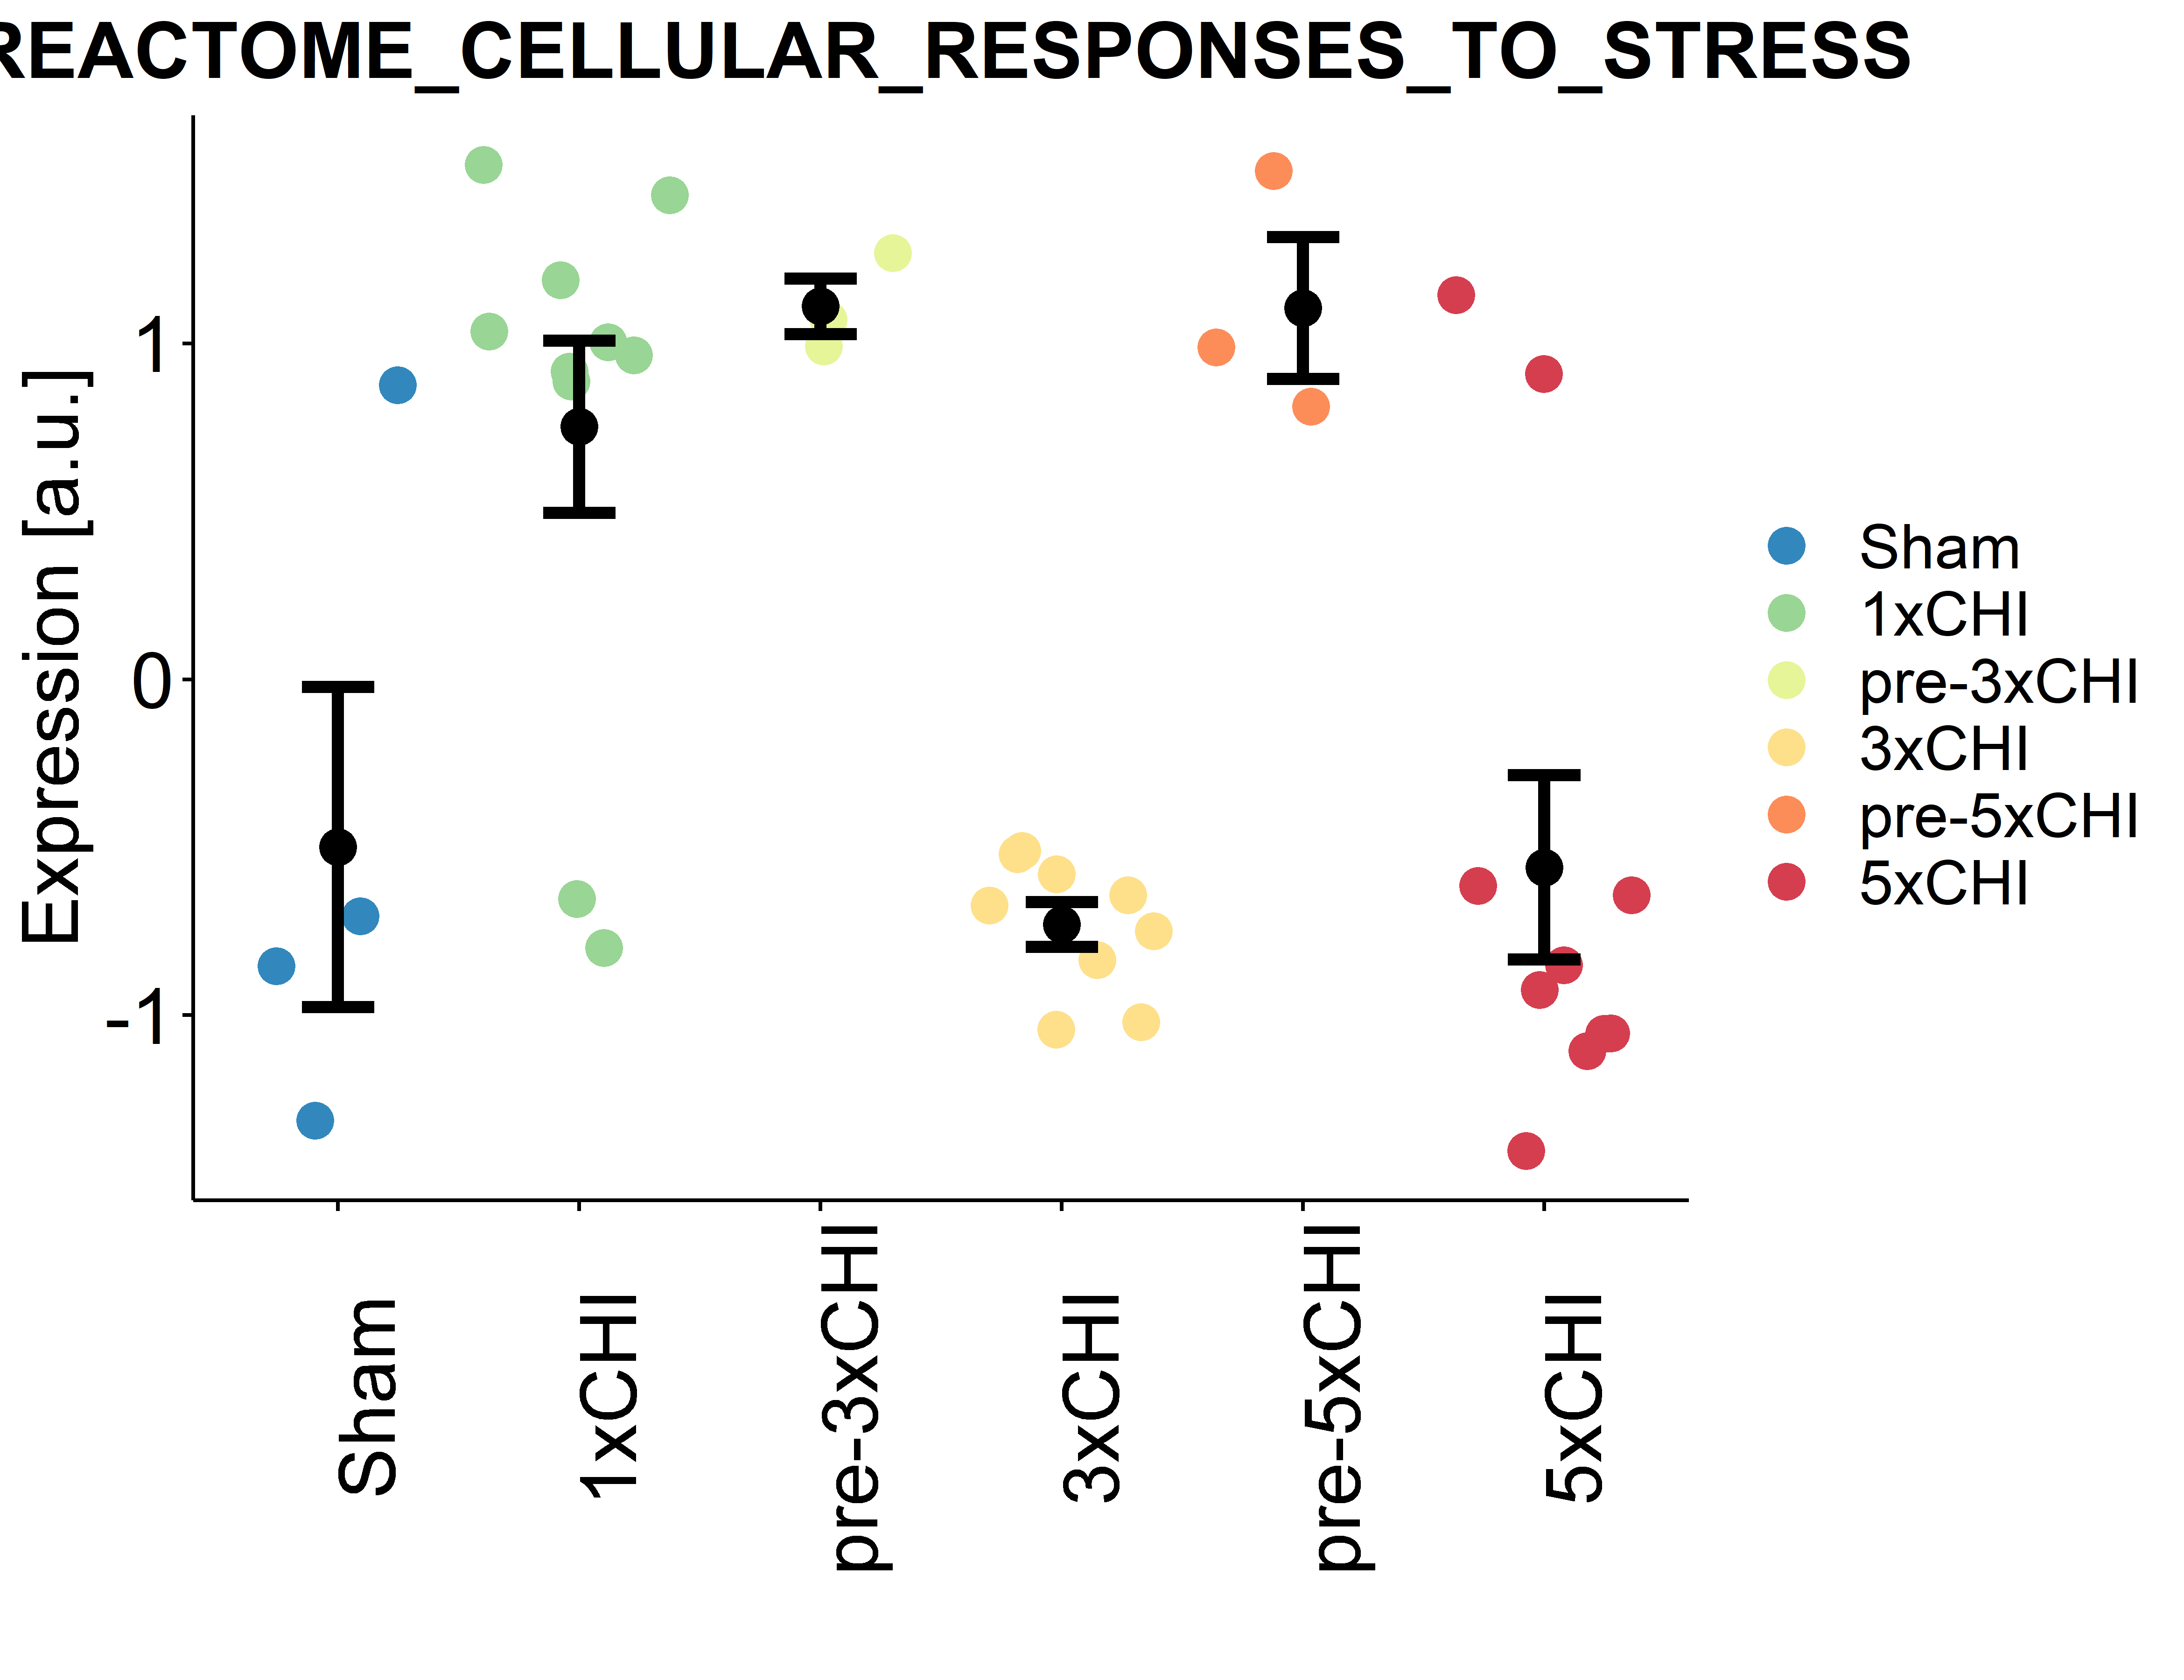 REACTOME_CELLULAR_RESPONSES_TO_STRESS
Expression [a.u.]
1
0
-1
Sham
1xCHI
pre-3xCHI
3xCHI
pre-5xCHI
5xCHI
Sham
1xCHI
pre-3xCHI
3xCHI
pre-5xCHI
5xCHI